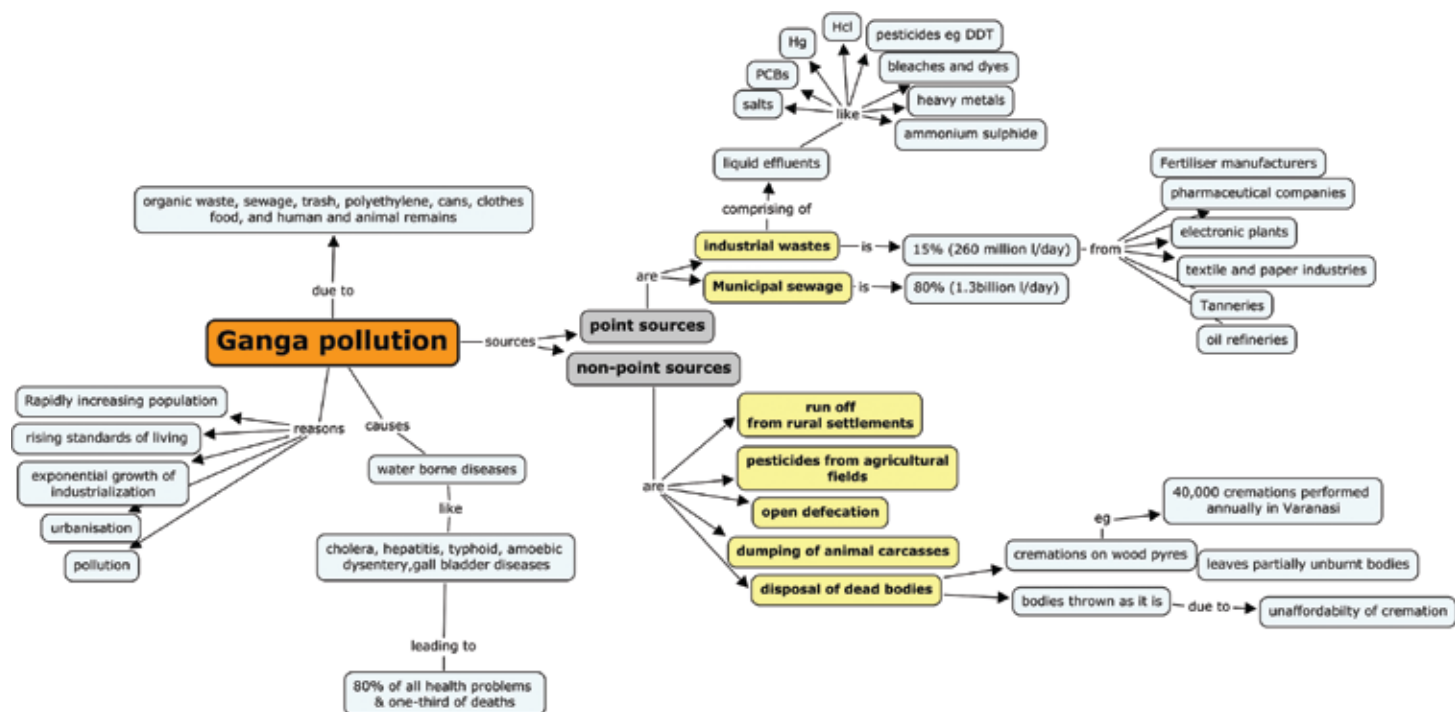 Ganga pollution
due to
organic waste, sewage, trash, polyethylene, cans, clothes
food, and human and animal remains
reasons
Rapidly increasing population
rising standards of living
exponential growth of
industrialization
urbanisation
pollution
causes
water borne diseases
like
cholera, hepatitis, typhoid, amoebic
dysentery,gall bladder diseases
leading to
80% of all health problems
& one-third of deaths
sources
point sources
are
industrial wastes
comprising of
liquid effluents
like
salts
PCBs
Hg
Hcl
pesticides eg DDT
bleaches and dyes
heavy metals
ammonium sulphide
is
15% (260 million l/day)
from
Fertiliser manufacturers
pharmaceutical companies
electronic plants
textile and paper industries
Tanneries
oil refineries
Municipal sewage
is
80% (1.3billion l/day)
non-point sources
are
run off
from rural settlements
pesticides from agricultural
fields
open defecation
dumping of animal carcasses
disposal of dead bodies
cremations on wood pyres
eg
40,000 cremations performed
annually in Varanasi
leaves partially unburnt bodies
bodies thrown as it is
due to
unaffordabilty of cremation